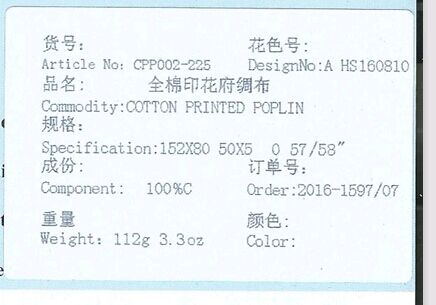 货号: 花色号:
Article No: CPP002-225 DesignNo:A HS160810
品名: 全棉印花府绸布
Commodity:COTTON PRINTED POPLIN
规格:
Specification:152X80 50X5 0 57/58″
成份: 订单号:
Component: 100%C Order:2016-1597/07
重量 颜色:
Weight: 112g 3.3oz Color: